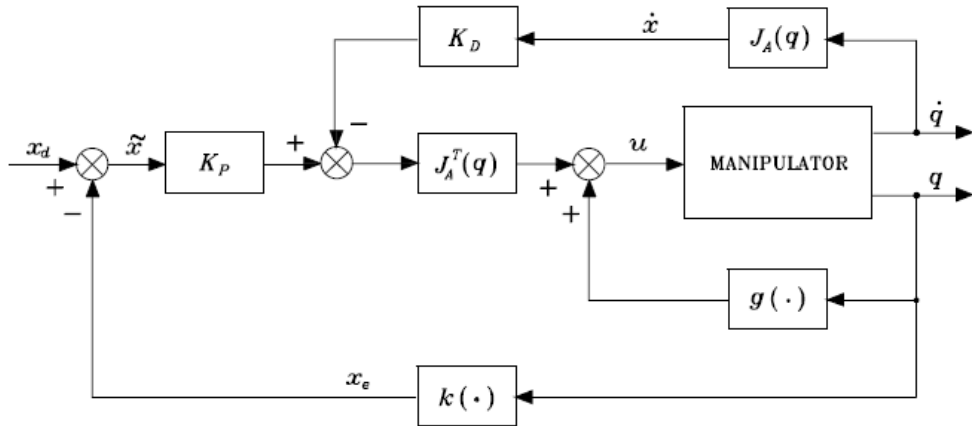 K_D
ẋ
J_A(q)
−
q̇
x_d
x̃
K_P
+
J_A^T(q)
u
MANIPULATOR
q
+
−
+
+
g(·)
x_e
k(·)